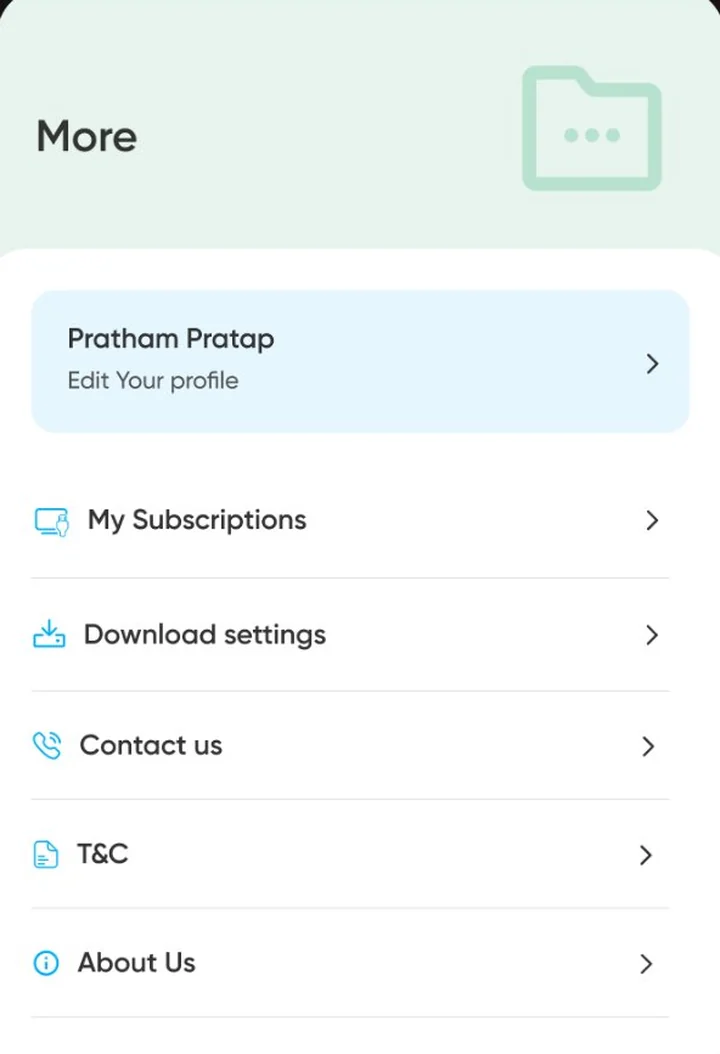 More
Pratham Pratap
Edit Your profile
My Subscriptions
Download settings
Contact us
T&C
About Us